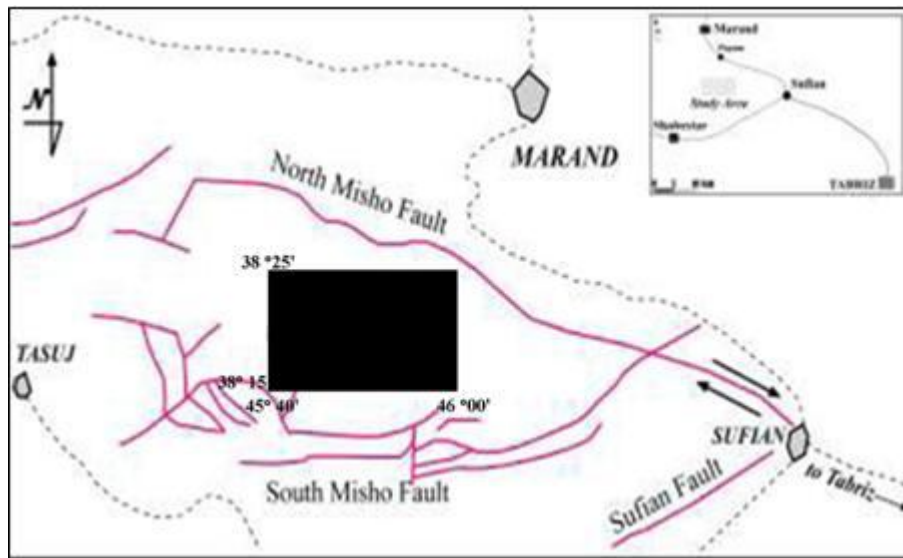 N
MARAND
North Misho Fault
38 °25'
TASUJ
38 °15'
45° 40'
46 °00'
South Misho Fault
SUFIAN
Sufian Fault
to Tabriz
Marand
Sufian
Study Area
Shabestar
TABRIZ